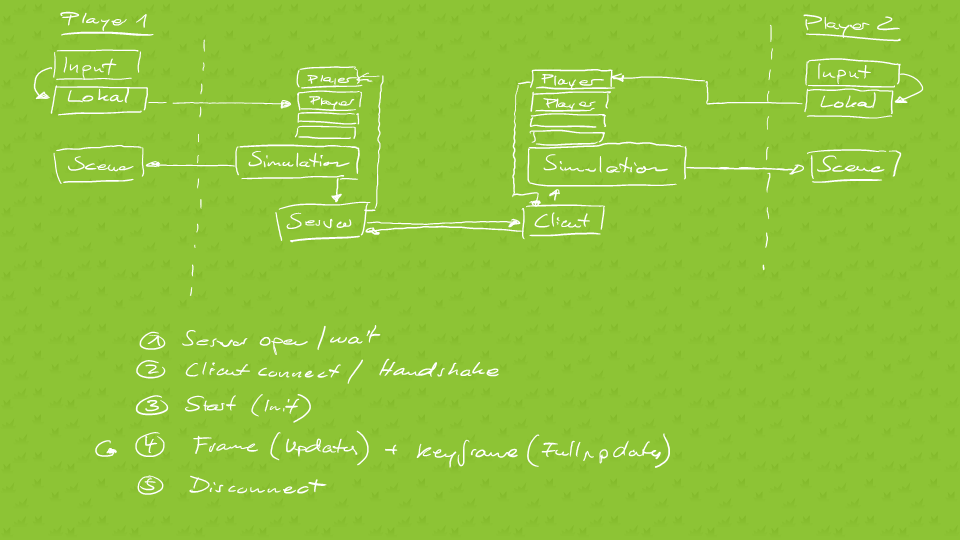 Player 1
Player 2
Input
Lokal
Scene
Player
Player
Simulation
Server
Player
Player
Simulation
Client
Input
Lokal
Scene
1 Server open / wait
2 Client connect / Handshake
3 Start (Init)
4 Frame (Updates) + Keyframe (Fullupdates)
5 Disconnect